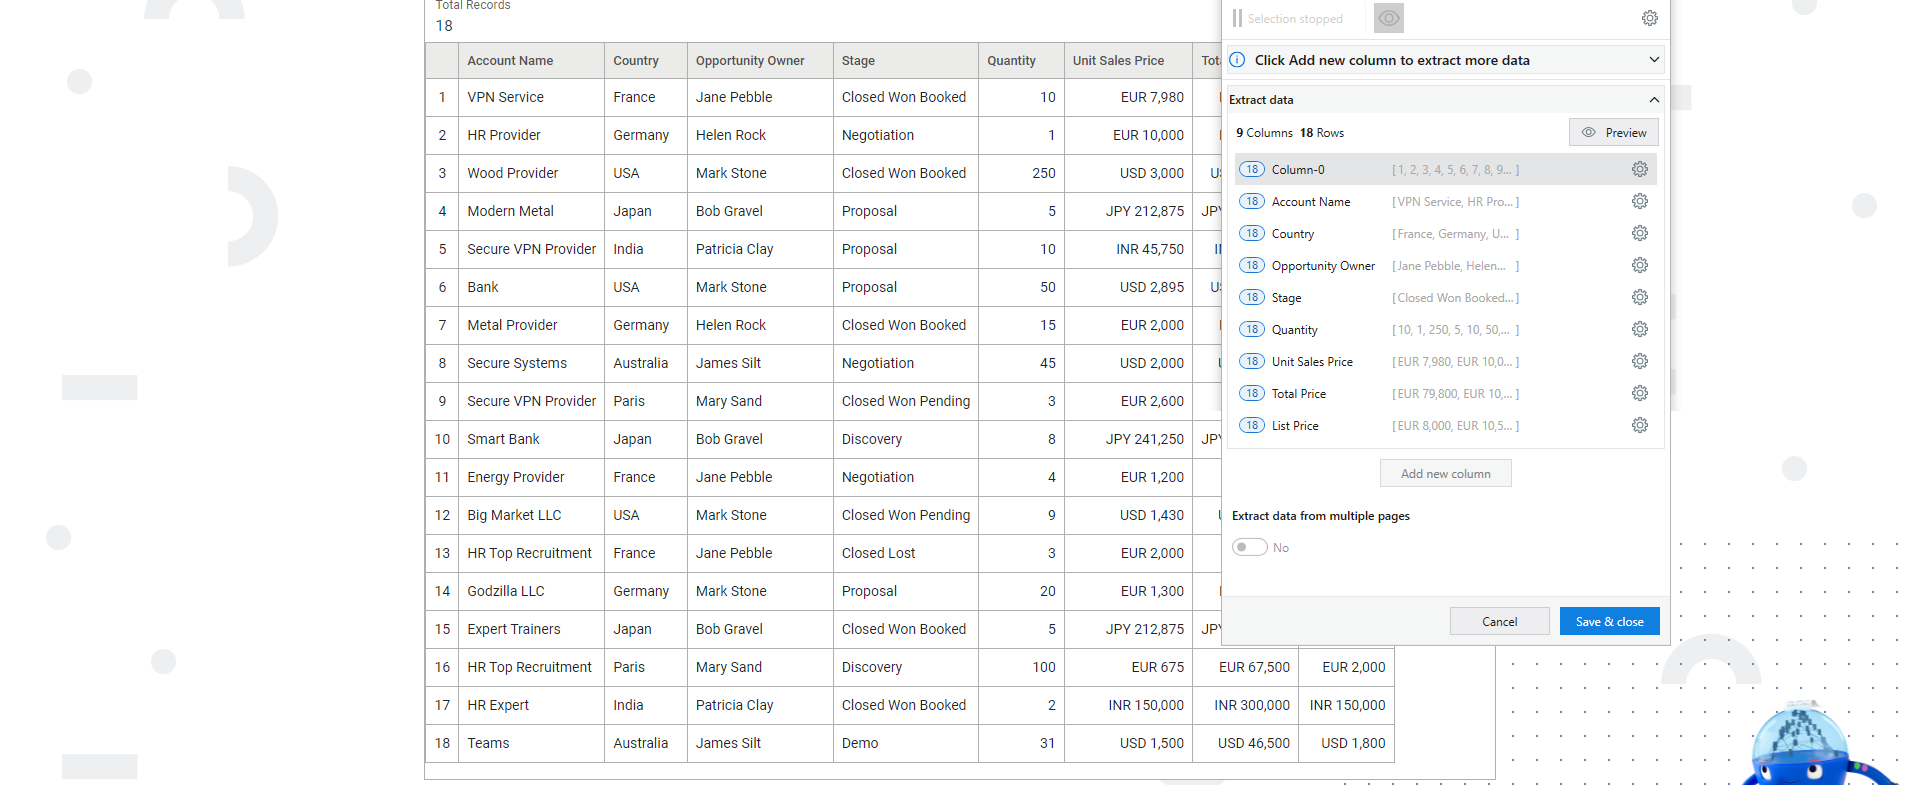 Total Records
18
Account Name Country Opportunity Owner Stage Quantity Unit Sales Price
1 VPN Service France Jane Pebble Closed Won Booked 10 EUR 7,980
2 HR Provider Germany Helen Rock Negotiation 1 EUR 10,000
3 Wood Provider USA Mark Stone Closed Won Booked 250 USD 3,000
4 Modern Metal Japan Bob Gravel Proposal 5 JPY 212,875 JPY
5 Secure VPN Provider India Patricia Clay Proposal 10 INR 45,750
6 Bank USA Mark Stone Proposal 50 USD 2,895
7 Metal Provider Germany Helen Rock Closed Won Booked 15 EUR 2,000
8 Secure Systems Australia James Silt Negotiation 45 USD 2,000
9 Secure VPN Provider Paris Mary Sand Closed Won Pending 3 EUR 2,600
10 Smart Bank Japan Bob Gravel Discovery 8 JPY 241,250 JPY
11 Energy Provider France Jane Pebble Negotiation 4 EUR 1,200
12 Big Market LLC USA Mark Stone Closed Won Pending 9 USD 1,430
13 HR Top Recruitment France Jane Pebble Closed Lost 3 EUR 2,000
14 Godzilla LLC Germany Mark Stone Proposal 20 EUR 1,300
15 Expert Trainers Japan Bob Gravel Closed Won Booked 5 JPY 212,875 JPY
16 HR Top Recruitment Paris Mary Sand Discovery 100 EUR 675 EUR 67,500 EUR 2,000
17 HR Expert India Patricia Clay Closed Won Booked 2 INR 150,000 INR 300,000 INR 150,000
18 Teams Australia James Silt Demo 31 USD 1,500 USD 46,500 USD 1,800
Selection stopped
Click Add new column to extract more data
Extract data
9 Columns 18 Rows Preview
18 Column-0 [ 1, 2, 3, 4, 5, 6, 7, 8, 9... ]
18 Account Name [ VPN Service, HR Pro... ]
18 Country [ France, Germany, U... ]
18 Opportunity Owner [ Jane Pebble, Helen... ]
18 Stage [ Closed Won Booked... ]
18 Quantity [ 10, 1, 250, 5, 10, 50,... ]
18 Unit Sales Price [ EUR 7,980, EUR 10,0... ]
18 Total Price [ EUR 79,800, EUR 10,... ]
18 List Price [ EUR 8,000, EUR 10,5... ]
Add new column
Extract data from multiple pages
No
Cancel Save & close